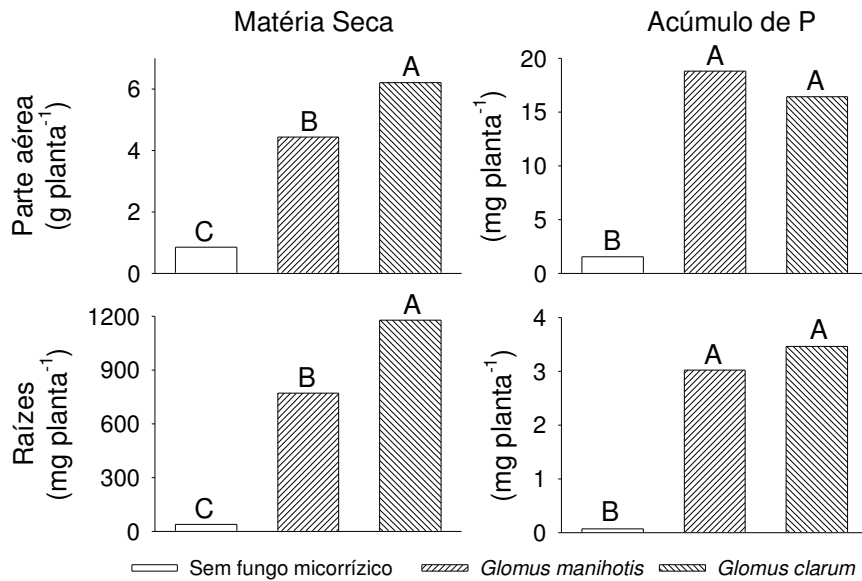 Matéria Seca
Acúmulo de P
Parte aérea
(g planta⁻¹)
6
4
2
0
C
B
A
(mg planta⁻¹)
20
15
10
5
0
B
A
A
Raízes
(mg planta⁻¹)
1200
900
600
300
0
C
B
A
(mg planta⁻¹)
4
3
2
1
0
B
A
A
Sem fungo micorrízico Glomus manihotis Glomus clarum